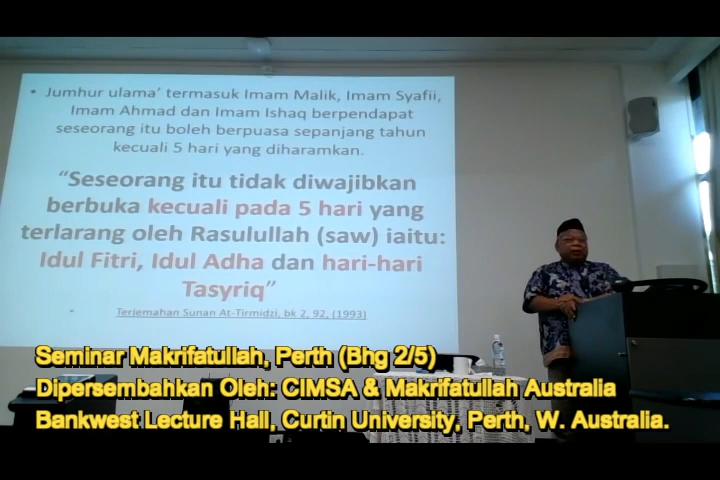 • Jumhur ulama' termasuk Imam Malik, Imam Syafii,
Imam Ahmad dan Imam Ishaq berpendapat
seseorang itu boleh berpuasa sepanjang tahun
kecuali 5 hari yang diharamkan.
“Seseorang itu tidak diwajibkan
berbuka kecuali pada 5 hari yang
terlarang oleh Rasulullah (saw) iaitu:
Idul Fitri, Idul Adha dan hari-hari
Tasyriq”
Terjemahan Sunan At-Tirmidzi, bk 2, 92, (1993)
Seminar Makrifatullah, Perth (Bhg 2/5)
Dipersembahkan Oleh: CIMSA & Makrifatullah Australia
Bankwest Lecture Hall, Curtin University, Perth, W. Australia.